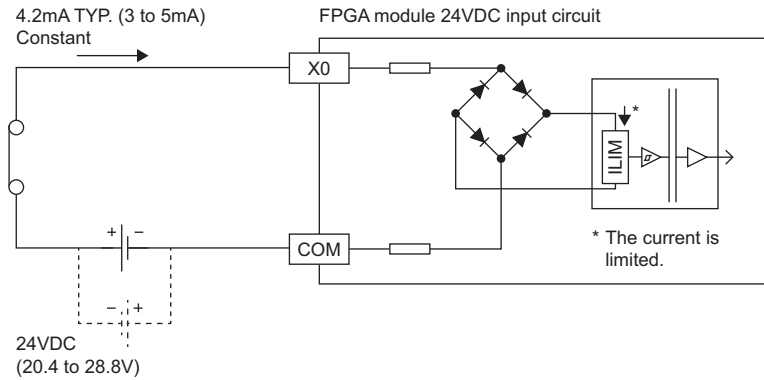 4.2mA TYP. (3 to 5mA)
Constant
FPGA module 24VDC input circuit
X0
*
ILIM
+ −
COM
* The current is
limited.
− +
24VDC
(20.4 to 28.8V)